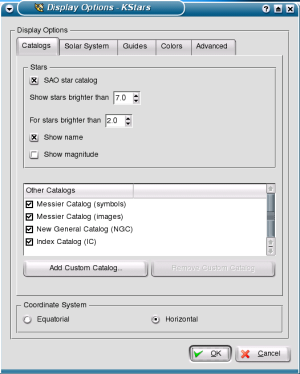 Display Options - KStars
Display Options
Catalogs Solar System Guides Colors Advanced
Stars
SAO star catalog
Show stars brighter than 7.0
For stars brighter than 2.0
Show name
Show magnitude
Other Catalogs
Messier Catalog (symbols)
Messier Catalog (images)
New General Catalog (NGC)
Index Catalog (IC)
Add Custom Catalog... Remove Custom Catalog
Coordinate System
Equatorial Horizontal
OK Cancel